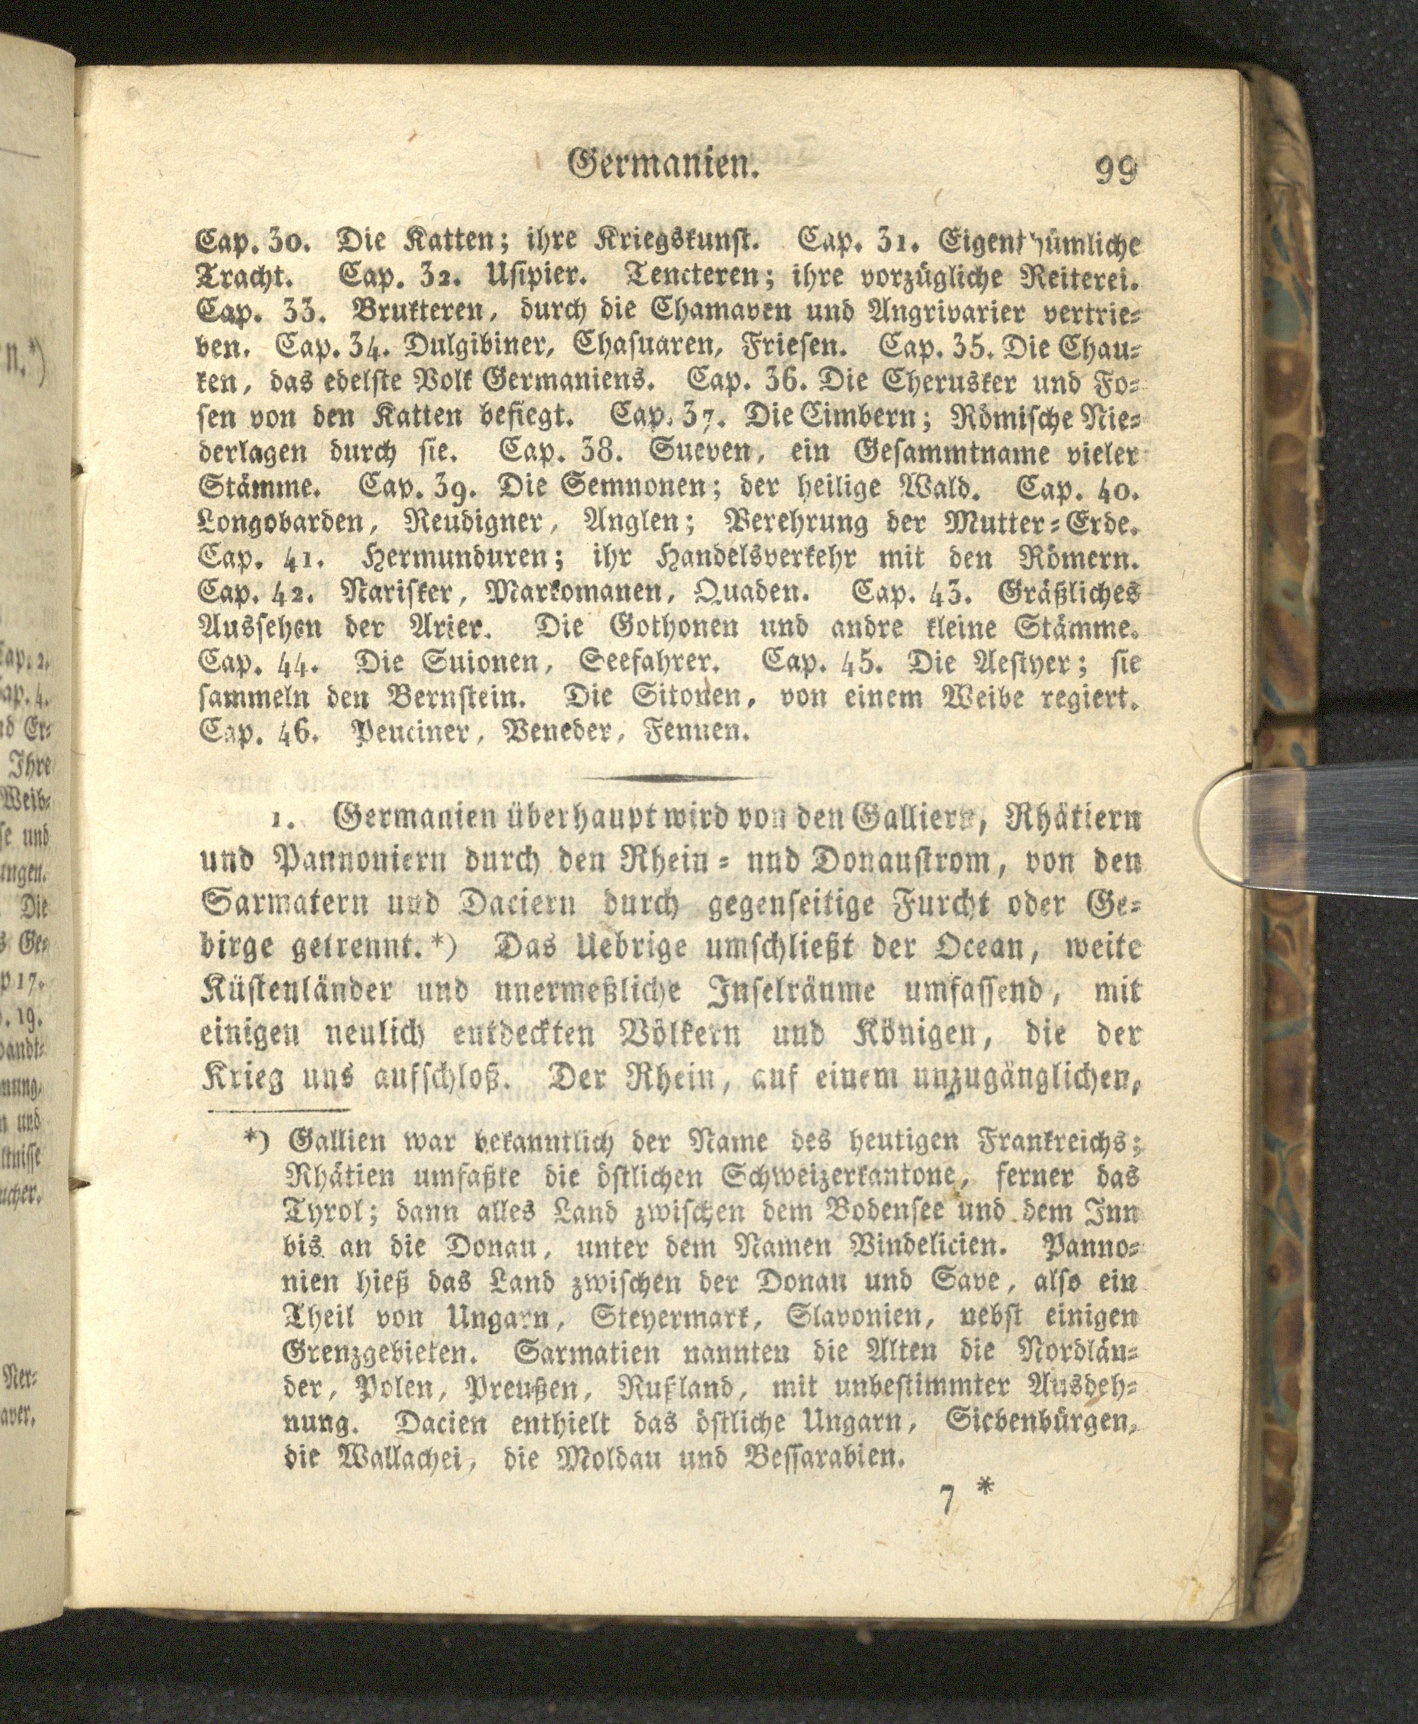 Germanien. 99
Cap. 30. Die Katten; ihre Kriegskunst. Cap. 31. Eigenthümliche
Tracht. Cap. 32. Usipier. Tencteren; ihre vorzügliche Reiterei.
Cap. 33. Brukteren, durch die Chamaven und Angrivarier vertrie=
ben. Cap. 34. Dulgibiner, Chasuaren, Friesen. Cap. 35. Die Chau=
ken, das edelste Volk Germaniens. Cap. 36. Die Cherusker und Fo=
sen von den Katten besiegt. Cap. 37. Die Cimbern; Römische Nie=
derlagen durch sie. Cap. 38. Sueven, ein Gesammtname vieler
Stämme. Cap. 39. Die Semnonen; der heilige Wald. Cap. 40.
Longobarden, Reudigner, Anglen; Verehrung der Mutter=Erde.
Cap. 41. Hermunduren; ihr Handelsverkehr mit den Römern.
Cap. 42. Narisker, Markomanen, Quaden. Cap. 43. Gräßliches
Aussehen der Arier. Die Gothonen und andre kleine Stämme.
Cap. 44. Die Suionen, Seefahrer. Cap. 45. Die Aestyer; sie
sammeln den Bernstein. Die Sitonen, von einem Weibe regiert.
Cap. 46. Peuciner, Veneder, Fennen.
1. Germanien überhaupt wird von den Galliern, Rhätiern
und Pannoniern durch den Rhein= und Donaustrom, von den
Sarmatern und Daciern durch gegenseitige Furcht oder Ge=
birge getrennt.*) Das Uebrige umschließt der Ocean, weite
Küstenländer und unermeßliche Inselräume umfassend, mit
einigen neulich entdeckten Völkern und Königen, die der
Krieg uns aufschloß. Der Rhein, auf einem unzugänglichen,
*) Gallien war bekanntlich der Name des heutigen Frankreichs;
Rhätien umfaßte die östlichen Schweizerkantone, ferner das
Tyrol; dann alles Land zwischen dem Bodensee und dem Inn
bis an die Donau, unter dem Namen Vindelicien. Panno=
nien hieß das Land zwischen der Donau und Save, also ein
Theil von Ungarn, Steyermark, Slavonien, nebst einigen
Grenzgebieten. Sarmatien nannten die Alten die Nordlän=
der, Polen, Preußen, Rußland, mit unbestimmter Ausdeh=
nung. Dacien enthielt das östliche Ungarn, Siebenbürgen,
die Wallachei, die Moldau und Bessarabien.
7 *